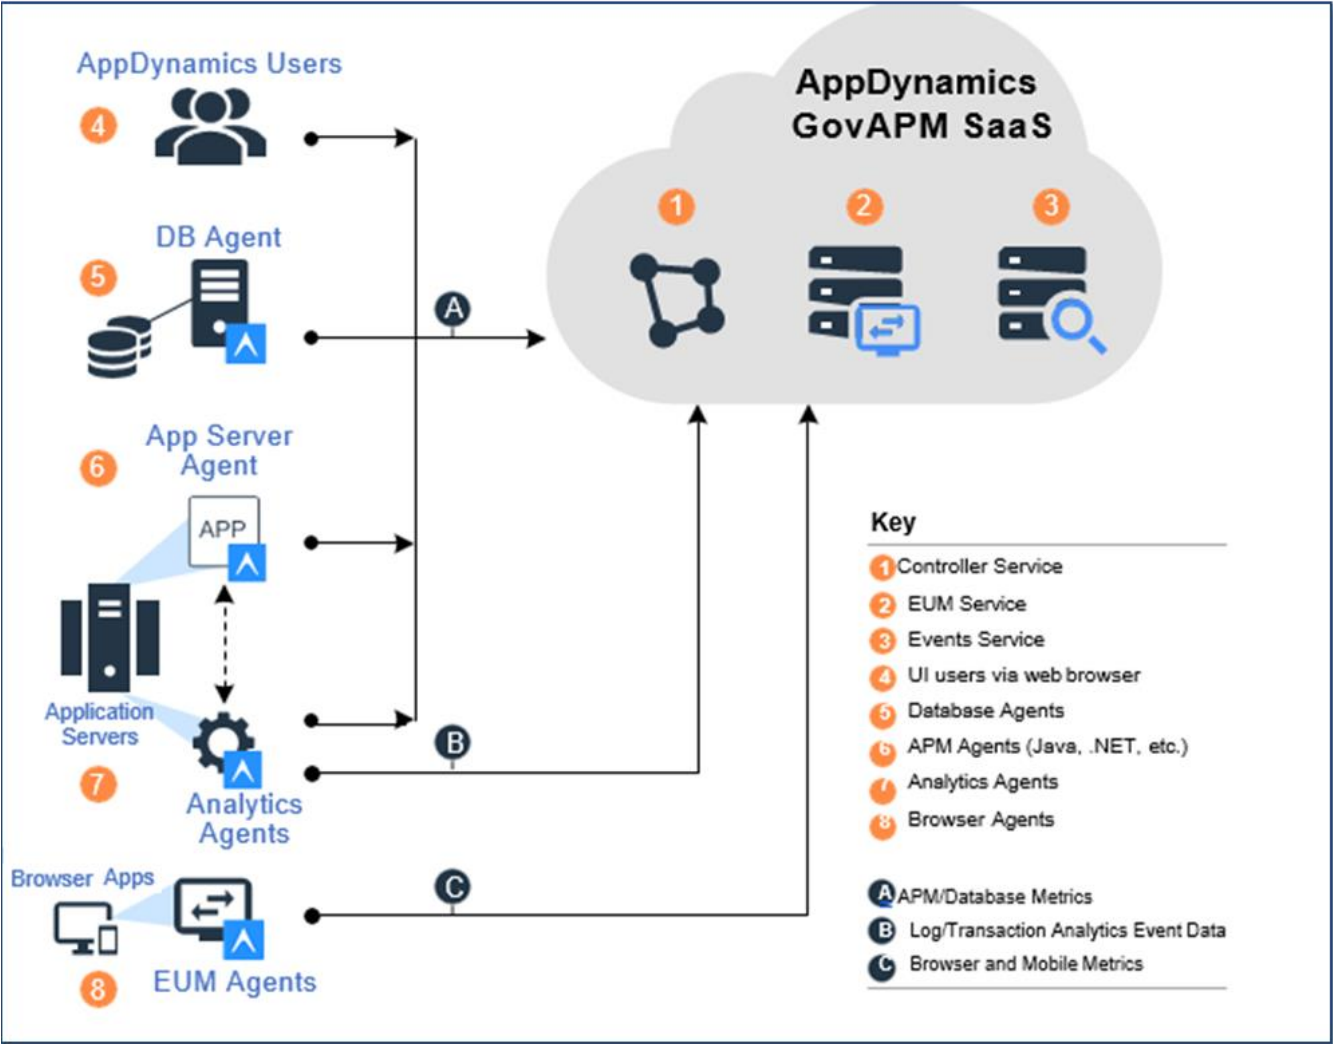 AppDynamics Users
4
AppDynamics
GovAPM SaaS
1
2
3
DB Agent
5
A
App Server
Agent
6
APP
Application
Servers
7
B
Analytics
Agents
Browser Apps
C
EUM Agents
8
Key
1 Controller Service
2 EUM Service
3 Events Service
4 UI users via web browser
5 Database Agents
6 APM Agents (Java, .NET, etc.)
7 Analytics Agents
8 Browser Agents
A APM/Database Metrics
B Log/Transaction Analytics Event Data
C Browser and Mobile Metrics